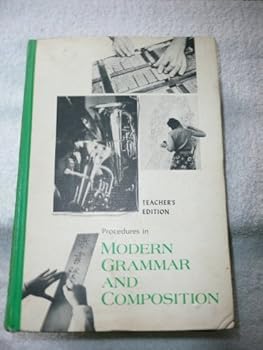 TEACHER'S
EDITION
Procedures in
MODERN
GRAMMAR
AND
COMPOSITION